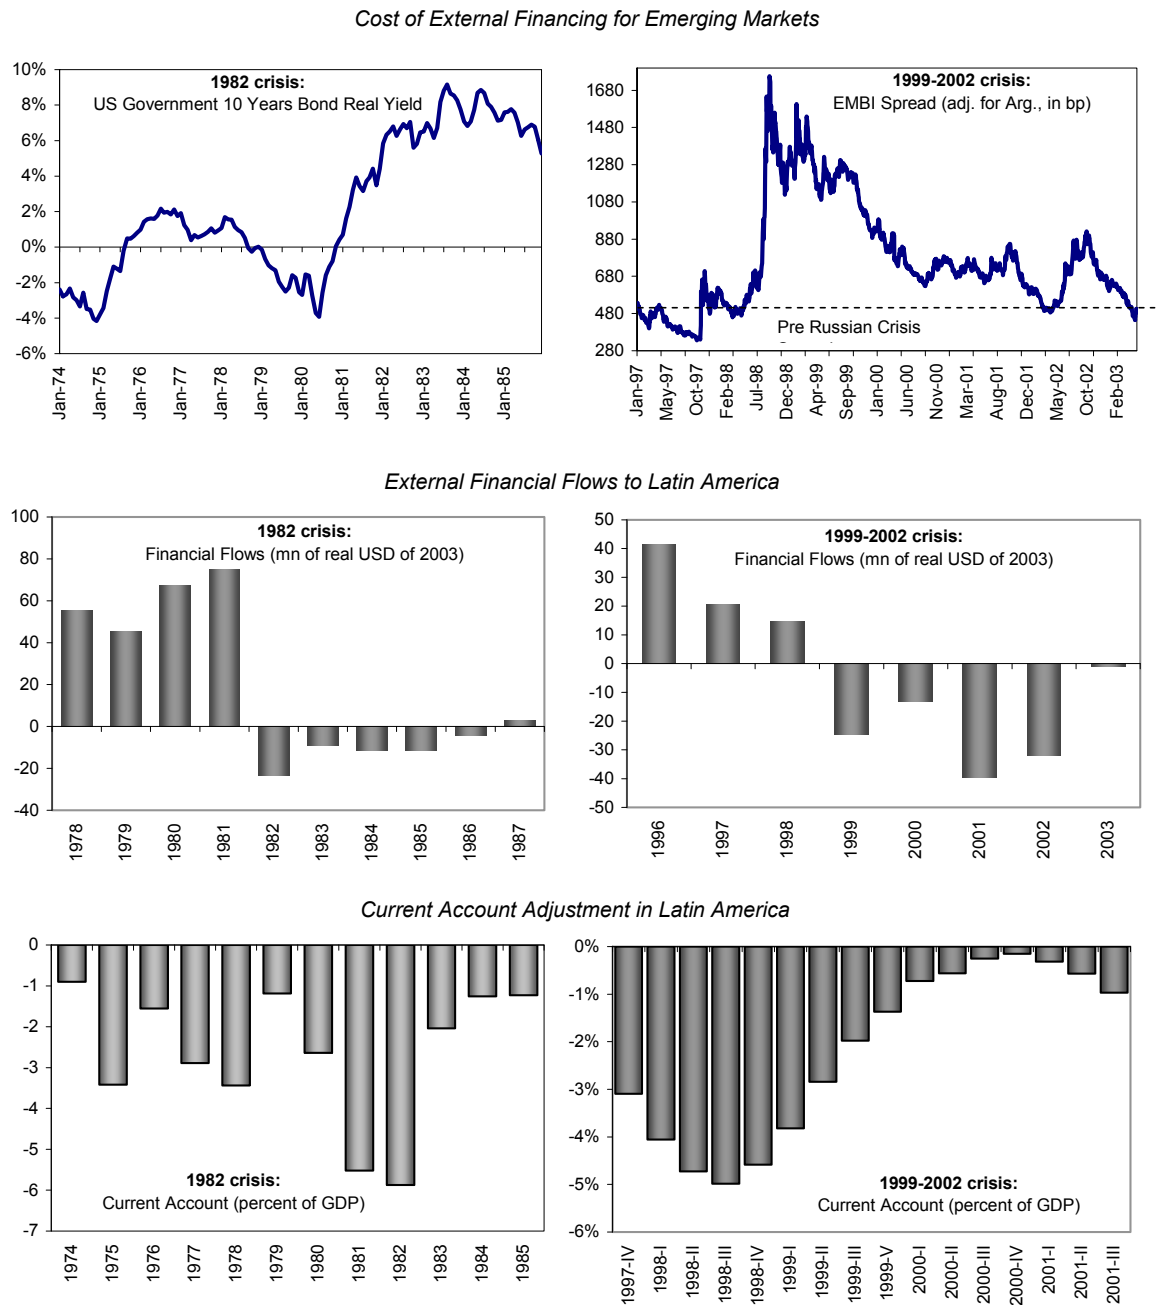 Cost of External Financing for Emerging Markets
1982 crisis:
US Government 10 Years Bond Real Yield
10%
8%
6%
4%
2%
0%
-2%
-4%
-6%
Jan-74
Jan-75
Jan-76
Jan-77
Jan-78
Jan-79
Jan-80
Jan-81
Jan-82
Jan-83
Jan-84
Jan-85
1999-2002 crisis:
EMBI Spread (adj. for Arg., in bp)
1680
1480
1280
1080
880
680
480
280
Pre Russian Crisis
Jan-97
May-97
Oct-97
Feb-98
Jul-98
Dec-98
Apr-99
Sep-99
Jan-00
Jun-00
Nov-00
Mar-01
Aug-01
Dec-01
May-02
Oct-02
Feb-03
External Financial Flows to Latin America
1982 crisis:
Financial Flows (mn of real USD of 2003)
100
80
60
40
20
0
-20
-40
1978
1979
1980
1981
1982
1983
1984
1985
1986
1987
1999-2002 crisis:
Financial Flows (mn of real USD of 2003)
50
40
30
20
10
0
-10
-20
-30
-40
-50
1996
1997
1998
1999
2000
2001
2002
2003
Current Account Adjustment in Latin America
0
-1
-2
-3
-4
-5
-6
-7
1982 crisis:
Current Account (percent of GDP)
1974
1975
1976
1977
1978
1979
1980
1981
1982
1983
1984
1985
0%
-1%
-2%
-3%
-4%
-5%
-6%
1999-2002 crisis:
Current Account (percent of GDP)
1997-IV
1998-I
1998-II
1998-III
1998-IV
1999-I
1999-II
1999-III
1999-V
2000-I
2000-II
2000-III
2000-IV
2001-I
2001-II
2001-III